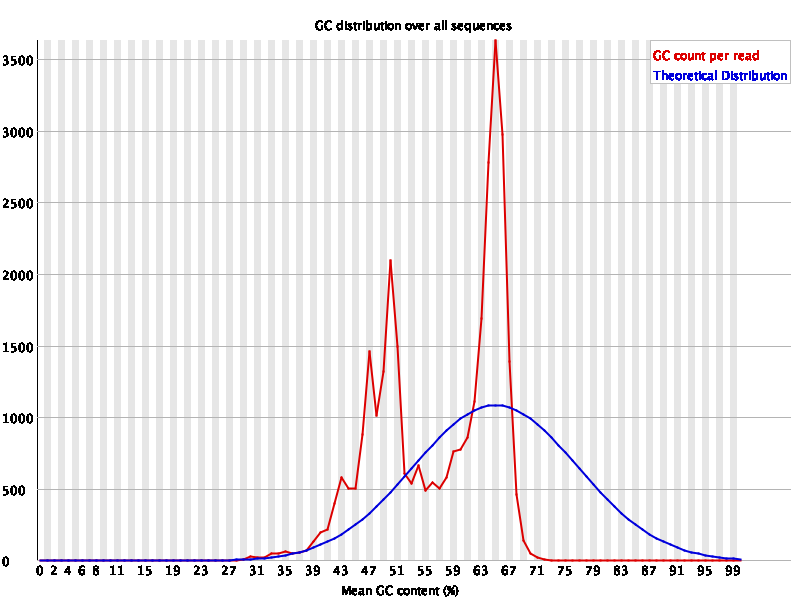 GC distribution over all sequences
GC count per read
Theoretical Distribution
3500
3000
2500
2000
1500
1000
500
0
0 2 4 6 8 11 15 19 23 27 31 35 39 43 47 51 55 59 63 67 71 75 79 83 87 91 95 99
Mean GC content (%)